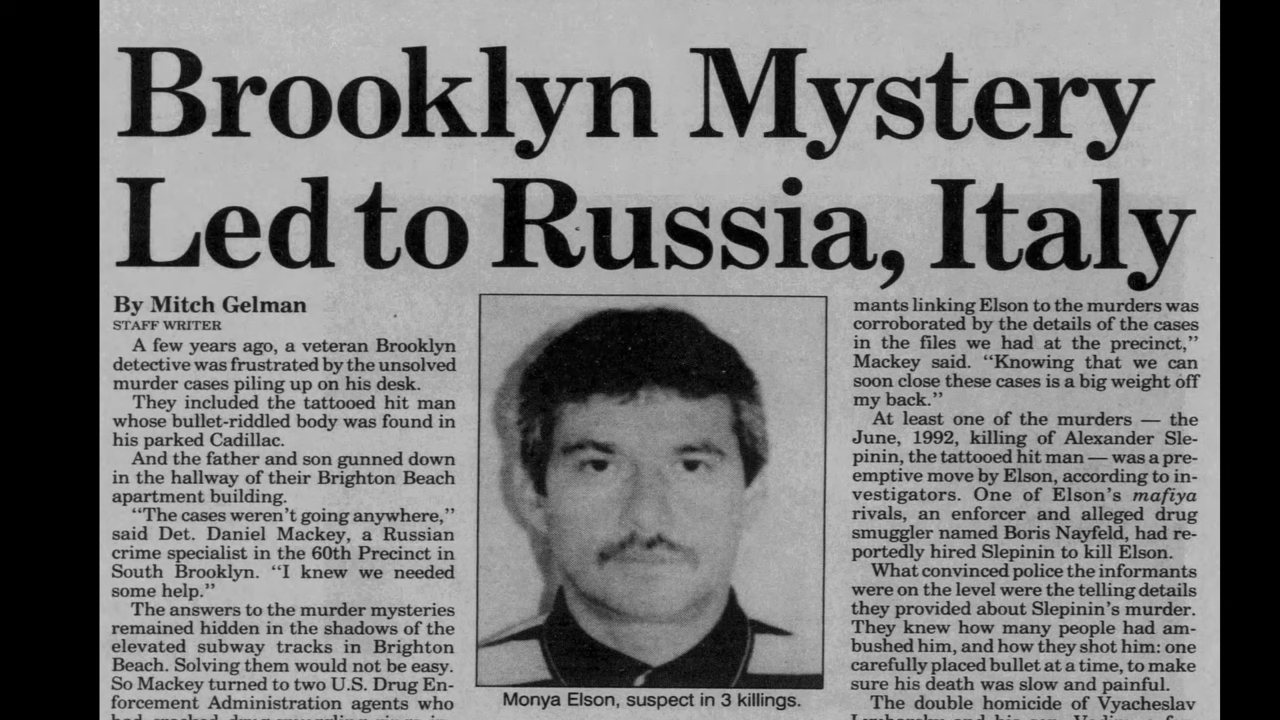 Brooklyn Mystery
Led to Russia, Italy
By Mitch Gelman
STAFF WRITER
A few years ago, a veteran Brooklyn
detective was frustrated by the unsolved
murder cases piling up on his desk.
They included the tattooed hit man
whose bullet-riddled body was found in
his parked Cadillac.
And the father and son gunned down
in the hallway of their Brighton Beach
apartment building.
“The cases weren’t going anywhere,”
said Det. Daniel Mackey, a Russian
crime specialist in the 60th Precinct in
South Brooklyn. “I knew we needed
some help.”
The answers to the murder mysteries
remained hidden in the shadows of the
elevated subway tracks in Brighton
Beach. Solving them would not be easy.
So Mackey turned to two U.S. Drug En-
forcement Administration agents who
Monya Elson, suspect in 3 killings.
mants linking Elson to the murders was
corroborated by the details of the cases
in the files we had at the precinct,”
Mackey said. “Knowing that we can
soon close these cases is a big weight off
my back.”
At least one of the murders — the
June, 1992, killing of Alexander Sle-
pinin, the tattooed hit man — was a pre-
emptive move by Elson, according to in-
vestigators. One of Elson’s mafiya
rivals, an enforcer and alleged drug
smuggler named Boris Nayfeld, had re-
portedly hired Slepinin to kill Elson.
What convinced police the informants
were on the level were the telling details
they provided about Slepinin’s murder.
They knew how many people had am-
bushed him, and how they shot him: one
carefully placed bullet at a time, to make
sure his death was slow and painful.
The double homicide of Vyacheslav